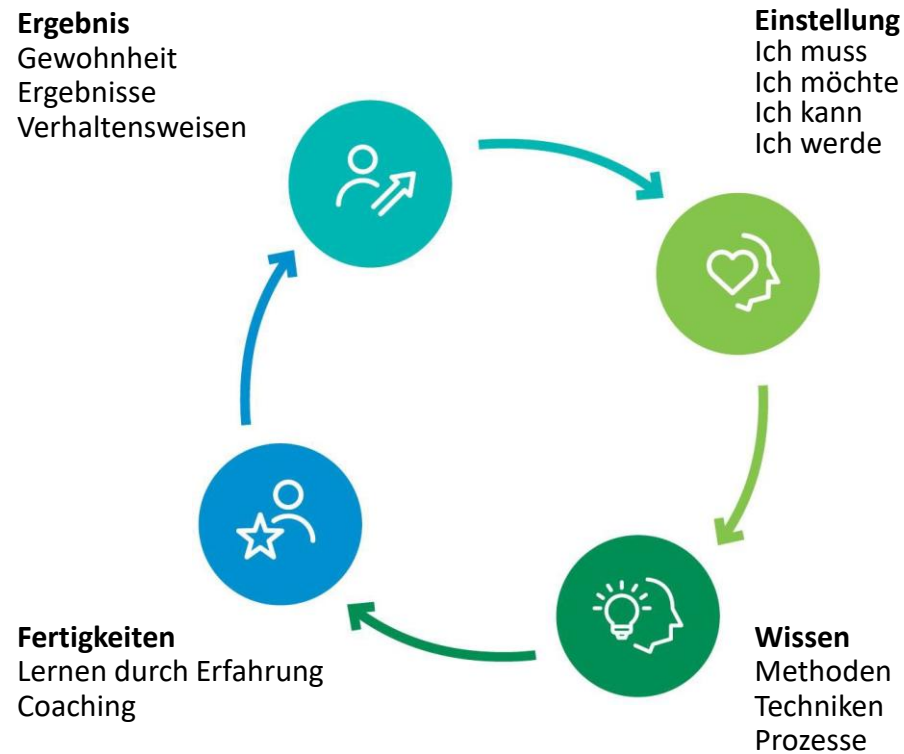 Ergebnis
Gewohnheit
Ergebnisse
Verhaltensweisen
Einstellung
Ich muss
Ich möchte
Ich kann
Ich werde
Fertigkeiten
Lernen durch Erfahrung
Coaching
Wissen
Methoden
Techniken
Prozesse